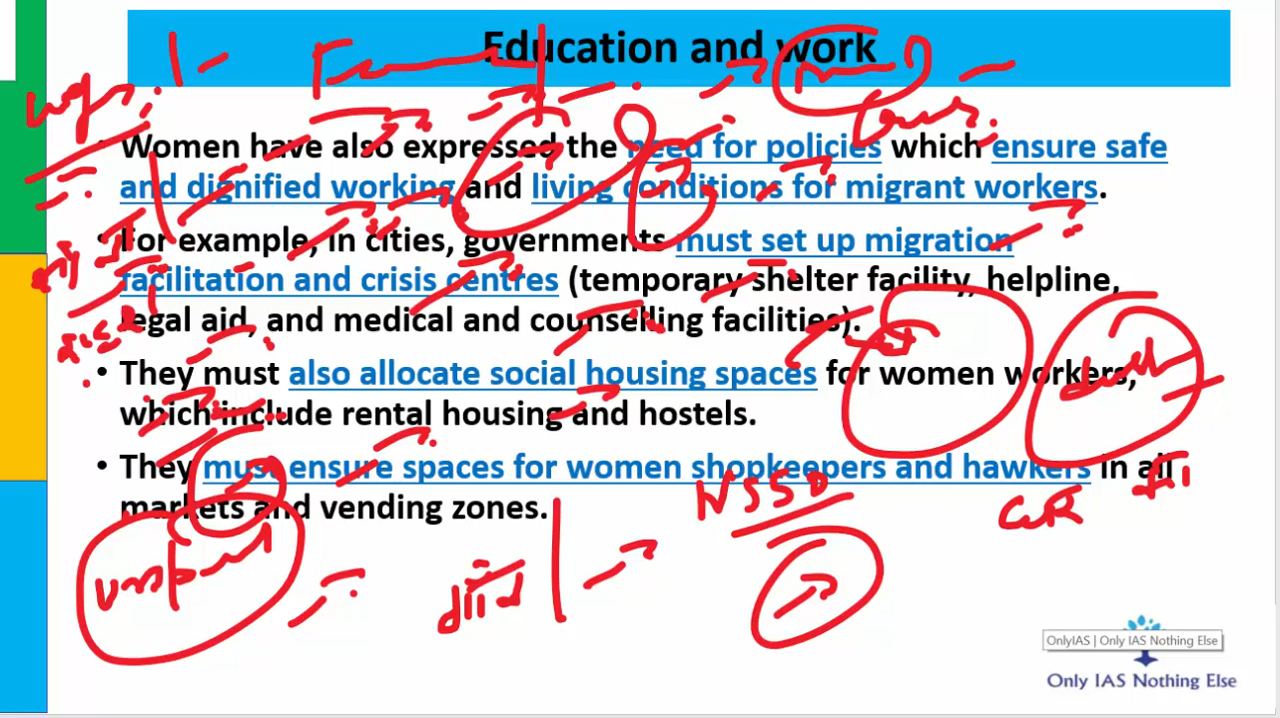 Education and work
• Women have also expressed the need for policies which ensure safe
and dignified working and living conditions for migrant workers.
• For example, in cities, governments must set up migration
facilitation and crisis centres (temporary shelter facility, helpline,
legal aid, and medical and counselling facilities).
• They must also allocate social housing spaces for women workers,
which include rental housing and hostels.
• They must ensure spaces for women shopkeepers and hawkers in all
markets and vending zones.
NSSO
OnlyIAS | Only IAS Nothing Else
Only IAS Nothing Else